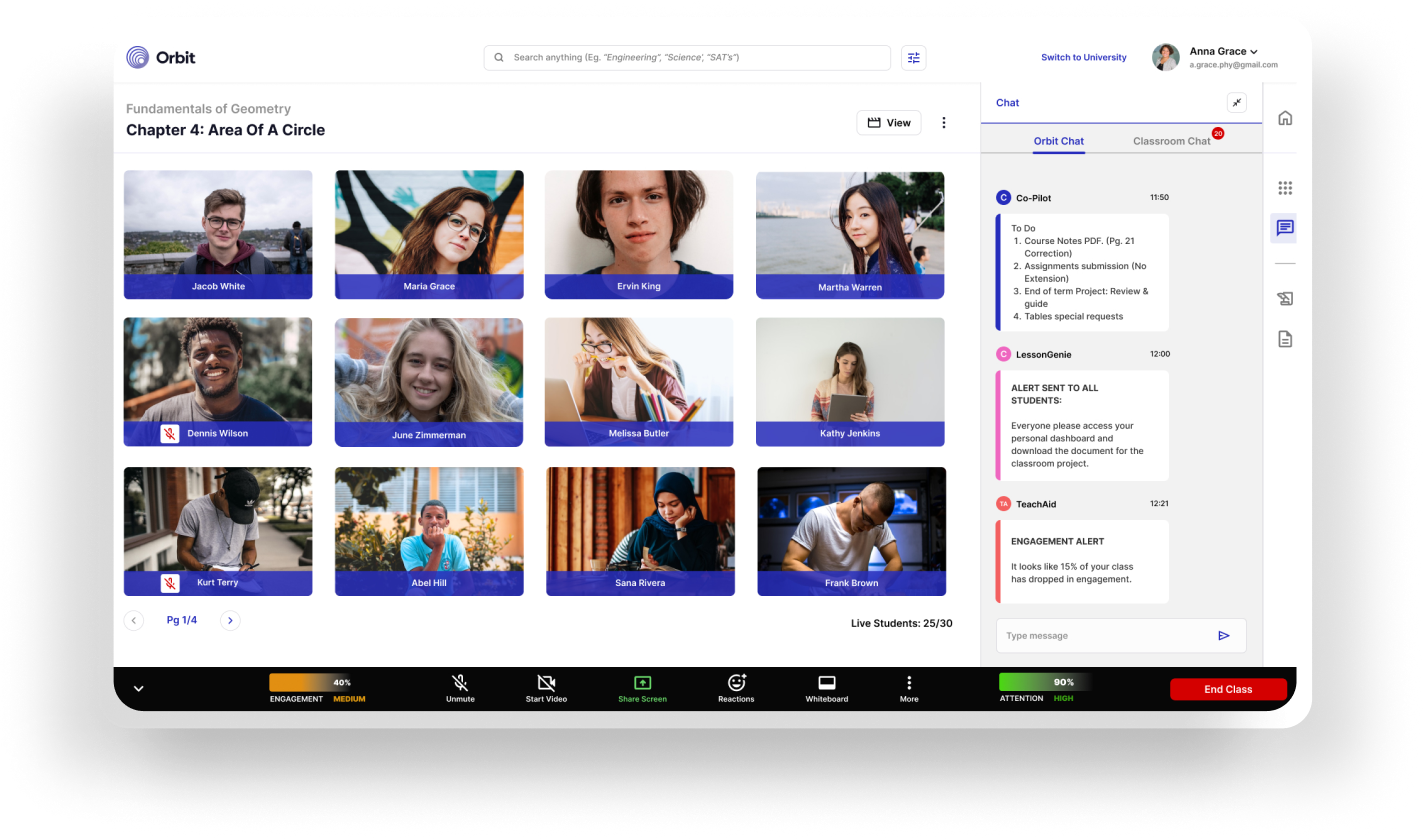 Orbit
Search anything (Eg. "Engineering", "Science', "SAT's")
Switch to University
Anna Grace
a.grace.phy@gmail.com
Fundamentals of Geometry
Chapter 4: Area Of A Circle
View
Jacob White
Maria Grace
Ervin King
Martha Warren
Dennis Wilson
June Zimmerman
Melissa Butler
Kathy Jenkins
Kurt Terry
Abel Hill
Sana Rivera
Frank Brown
Pg 1/4
Live Students: 25/30
Chat
Orbit Chat
Classroom Chat
20
C
Co-Pilot
11:50
To Do
1. Course Notes PDF. (Pg. 21
Correction)
2. Assignments submission (No
Extension)
3. End of term Project: Review &
guide
4. Tables special requests
C
LessonGenie
12:00
ALERT SENT TO ALL
STUDENTS:
Everyone please access your
personal dashboard and
download the document for the
classroom project.
TA
TeachAid
12:21
ENGAGEMENT ALERT
It looks like 15% of your class
has dropped in engagement.
Type message
40%
ENGAGEMENT MEDIUM
Unmute
Start Video
Share Screen
Reactions
Whiteboard
More
90%
ATTENTION HIGH
End Class